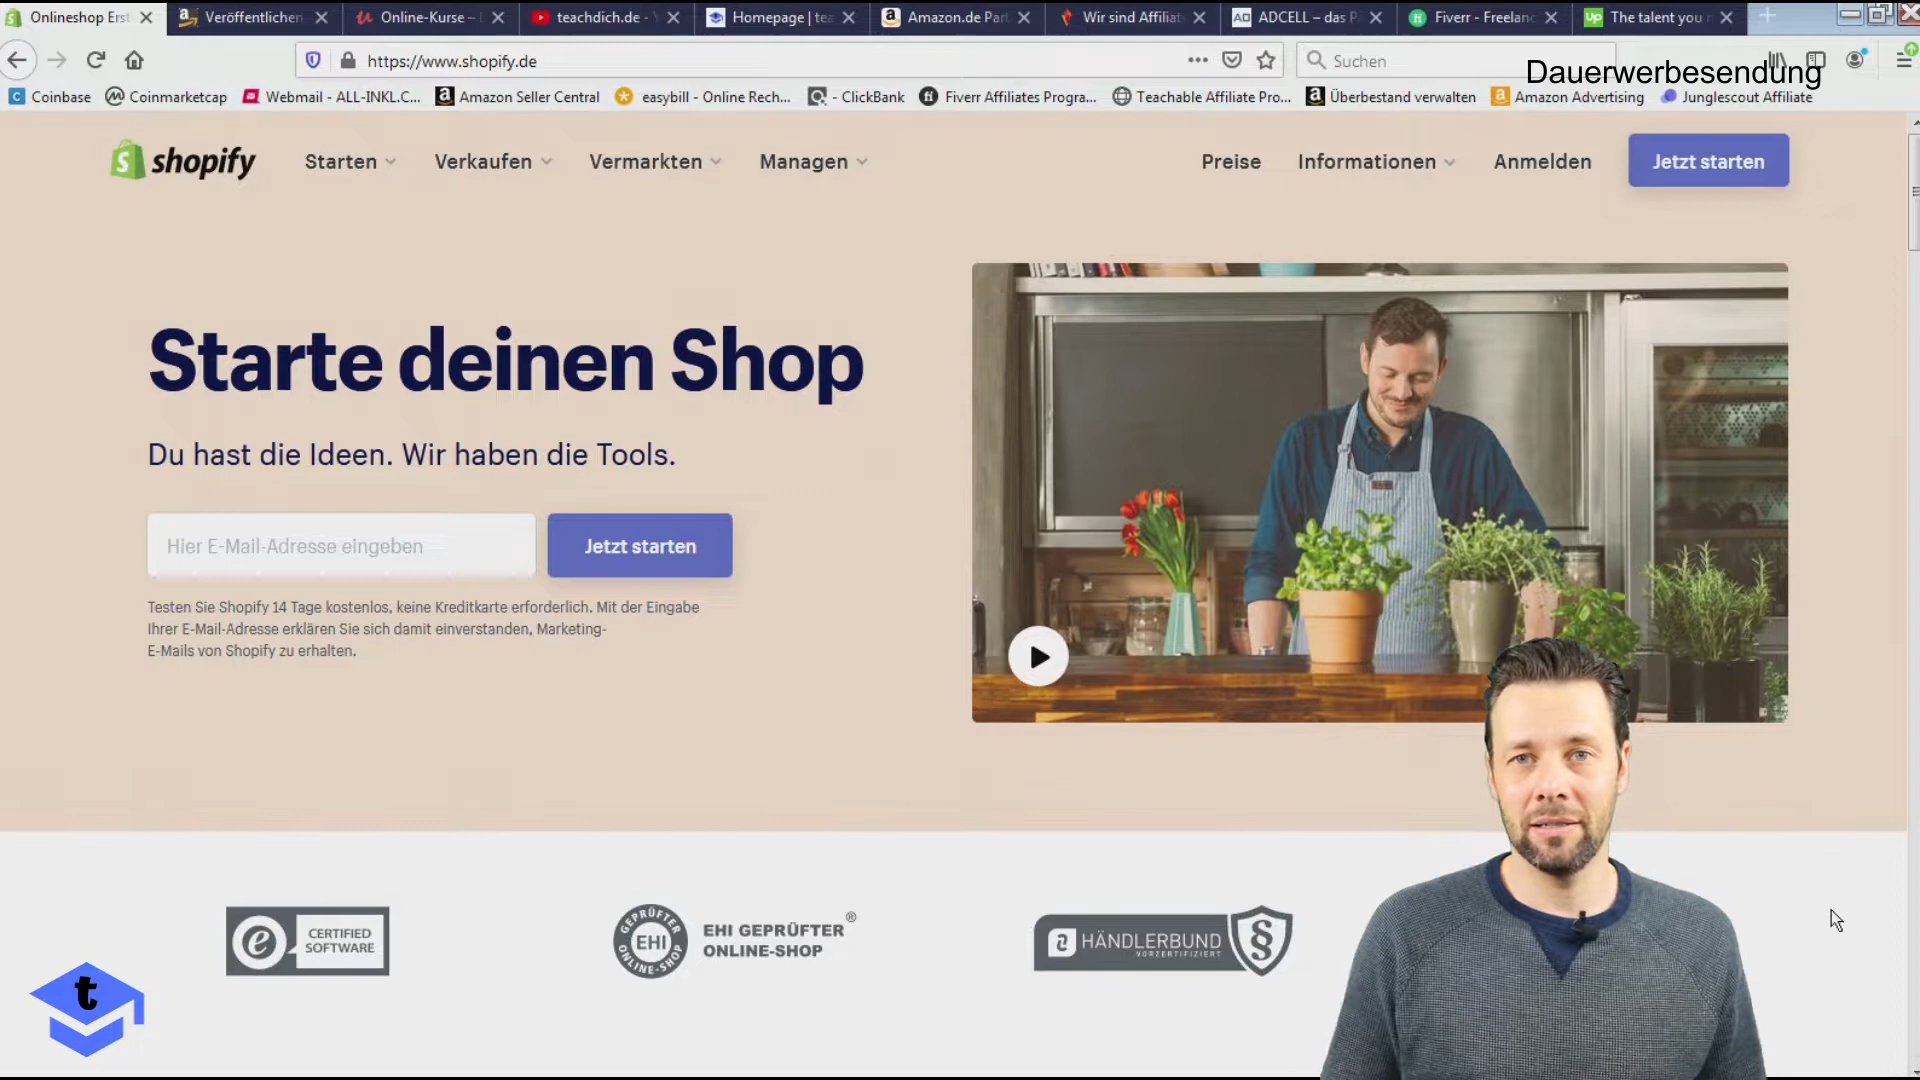 Onlineshop Erst
Veröffentlichen
Online-Kurse –
teachdich.de -
Homepage | tea
Amazon.de Par
Wir sind Affiliat
ADCELL – das P
Fiverr - Freelanc
The talent you
https://www.shopify.de
Suchen
Dauerwerbesendung
Coinbase
Coinmarketcap
Webmail - ALL-INKL.C...
Amazon Seller Central
easybill - Online Rech...
- ClickBank
Fiverr Affiliates Progra...
Teachable Affiliate Pro...
Überbestand verwalten
Amazon Advertising
Junglescout Affiliate
shopify
Starten
Verkaufen
Vermarkten
Managen
Preise
Informationen
Anmelden
Jetzt starten
Starte deinen Shop
Du hast die Ideen. Wir haben die Tools.
Hier E-Mail-Adresse eingeben
Jetzt starten
Testen Sie Shopify 14 Tage kostenlos, keine Kreditkarte erforderlich. Mit der Eingabe
Ihrer E-Mail-Adresse erklären Sie sich damit einverstanden, Marketing-
E-Mails von Shopify zu erhalten.
CERTIFIED
SOFTWARE
GEPRÜFTER
EHI
ONLINE-SHOP
EHI GEPRÜFTER ®
ONLINE-SHOP
HÄNDLERBUND
VORZERTIFIZIERT
§
t